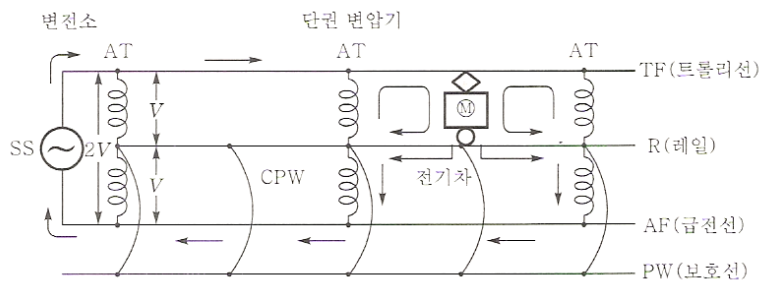 변전소
단권 변압기
AT
AT
AT
TF(트롤리선)
V
M
SS
2V
R(레일)
V
CPW
전기차
AF(급전선)
PW(보호선)